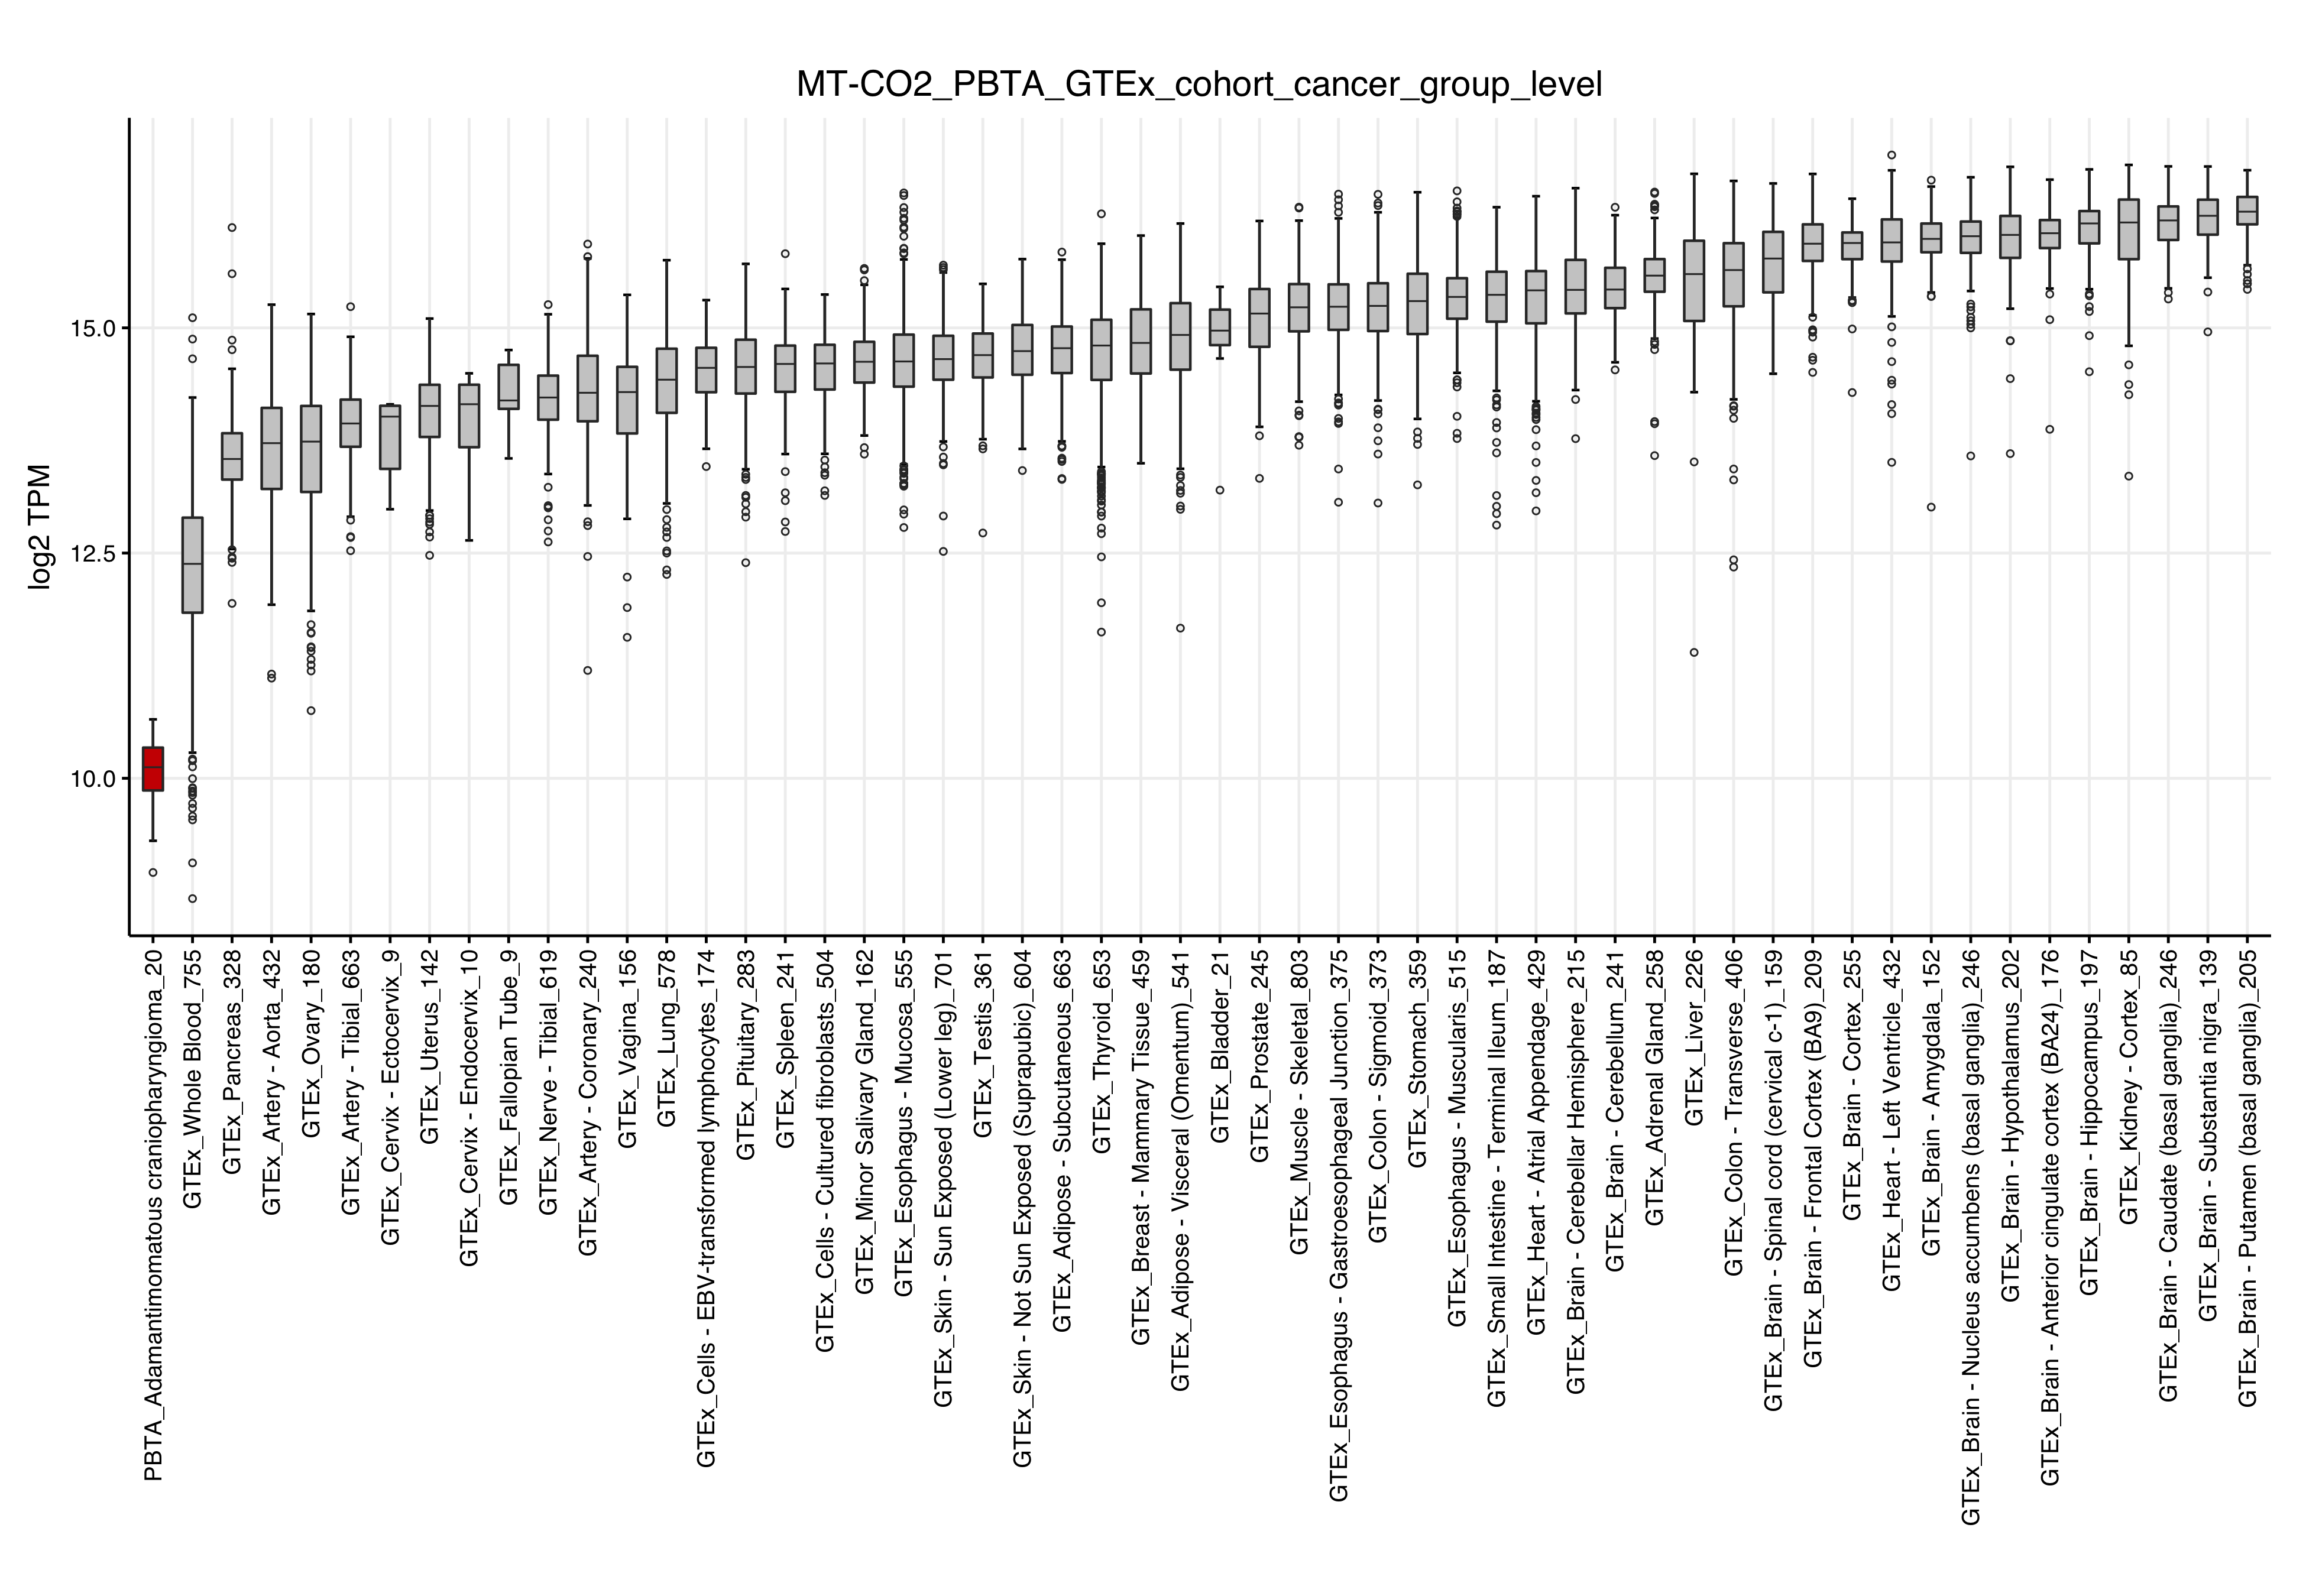 MT-CO2_PBTA_GTEx_cohort_cancer_group_level
log2 TPM
15.0
12.5
10.0
PBTA_Adamantimomatous craniopharyngioma_20
GTEx_Whole Blood_755
GTEx_Pancreas_328
GTEx_Artery - Aorta_432
GTEx_Ovary_180
GTEx_Artery - Tibial_663
GTEx_Cervix - Ectocervix_9
GTEx_Uterus_142
GTEx_Cervix - Endocervix_10
GTEx_Fallopian Tube_9
GTEx_Nerve - Tibial_619
GTEx_Artery - Coronary_240
GTEx_Vagina_156
GTEx_Lung_578
GTEx_Cells - EBV-transformed lymphocytes_174
GTEx_Pituitary_283
GTEx_Spleen_241
GTEx_Cells - Cultured fibroblasts_504
GTEx_Minor Salivary Gland_162
GTEx_Esophagus - Mucosa_555
GTEx_Skin - Sun Exposed (Lower leg)_701
GTEx_Testis_361
GTEx_Skin - Not Sun Exposed (Suprapubic)_604
GTEx_Adipose - Subcutaneous_663
GTEx_Thyroid_653
GTEx_Breast - Mammary Tissue_459
GTEx_Adipose - Visceral (Omentum)_541
GTEx_Bladder_21
GTEx_Prostate_245
GTEx_Muscle - Skeletal_803
GTEx_Esophagus - Gastroesophageal Junction_375
GTEx_Colon - Sigmoid_373
GTEx_Stomach_359
GTEx_Esophagus - Muscularis_515
GTEx_Small Intestine - Terminal Ileum_187
GTEx_Heart - Atrial Appendage_429
GTEx_Brain - Cerebellar Hemisphere_215
GTEx_Brain - Cerebellum_241
GTEx_Adrenal Gland_258
GTEx_Liver_226
GTEx_Colon - Transverse_406
GTEx_Brain - Spinal cord (cervical c-1)_159
GTEx_Brain - Frontal Cortex (BA9)_209
GTEx_Brain - Cortex_255
GTEx_Heart - Left Ventricle_432
GTEx_Brain - Amygdala_152
GTEx_Brain - Nucleus accumbens (basal ganglia)_246
GTEx_Brain - Hypothalamus_202
GTEx_Brain - Anterior cingulate cortex (BA24)_176
GTEx_Brain - Hippocampus_197
GTEx_Kidney - Cortex_85
GTEx_Brain - Caudate (basal ganglia)_246
GTEx_Brain - Substantia nigra_139
GTEx_Brain - Putamen (basal ganglia)_205